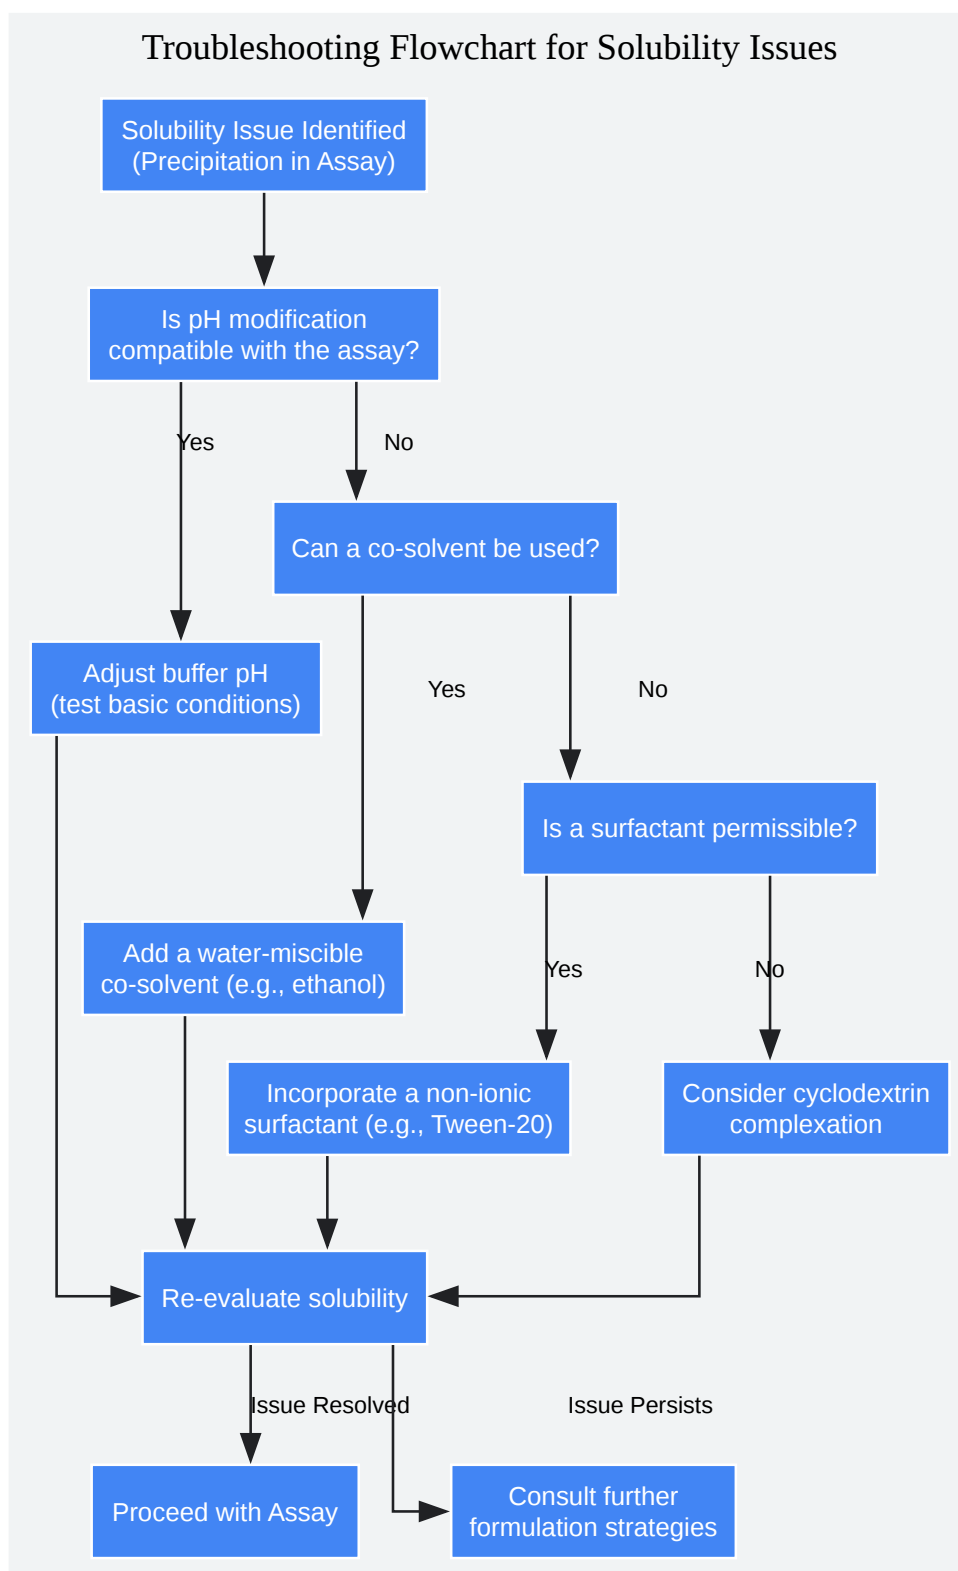 Troubleshooting Flowchart for Solubility Issues
Solubility Issue Identified
(Precipitation in Assay)
Is pH modification
compatible with the assay?
Yes
No
Can a co-solvent be used?
Adjust buffer pH
(test basic conditions)
Yes
No
Is a surfactant permissible?
Add a water-miscible
co-solvent (e.g., ethanol)
Yes
No
Incorporate a non-ionic
surfactant (e.g., Tween-20)
Consider cyclodextrin
complexation
Re-evaluate solubility
Issue Resolved
Issue Persists
Proceed with Assay
Consult further
formulation strategies